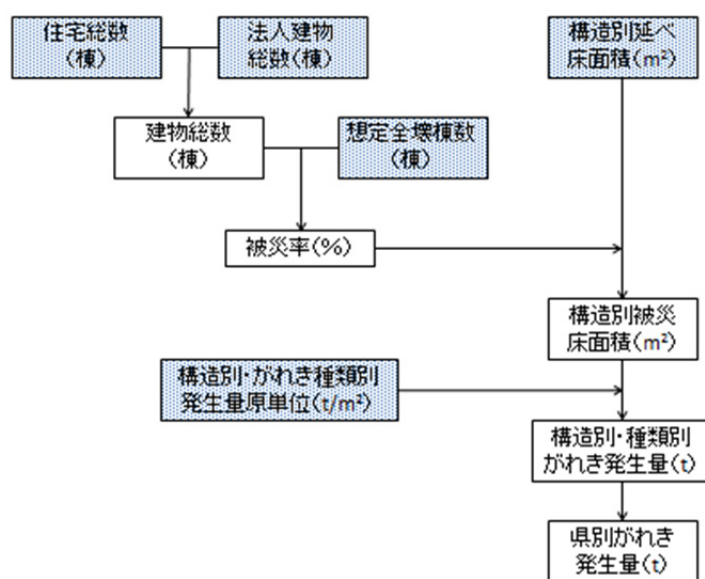 住宅総数
(棟)
法人建物
総数(棟)
構造別延べ
床面積(m²)
建物総数
(棟)
想定全壊棟数
(棟)
被災率(%)
構造別被災
床面積(m²)
構造別・がれき種類別
発生量原単位(t/m²)
構造別・種類別
がれき発生量(t)
県別がれき
発生量(t)